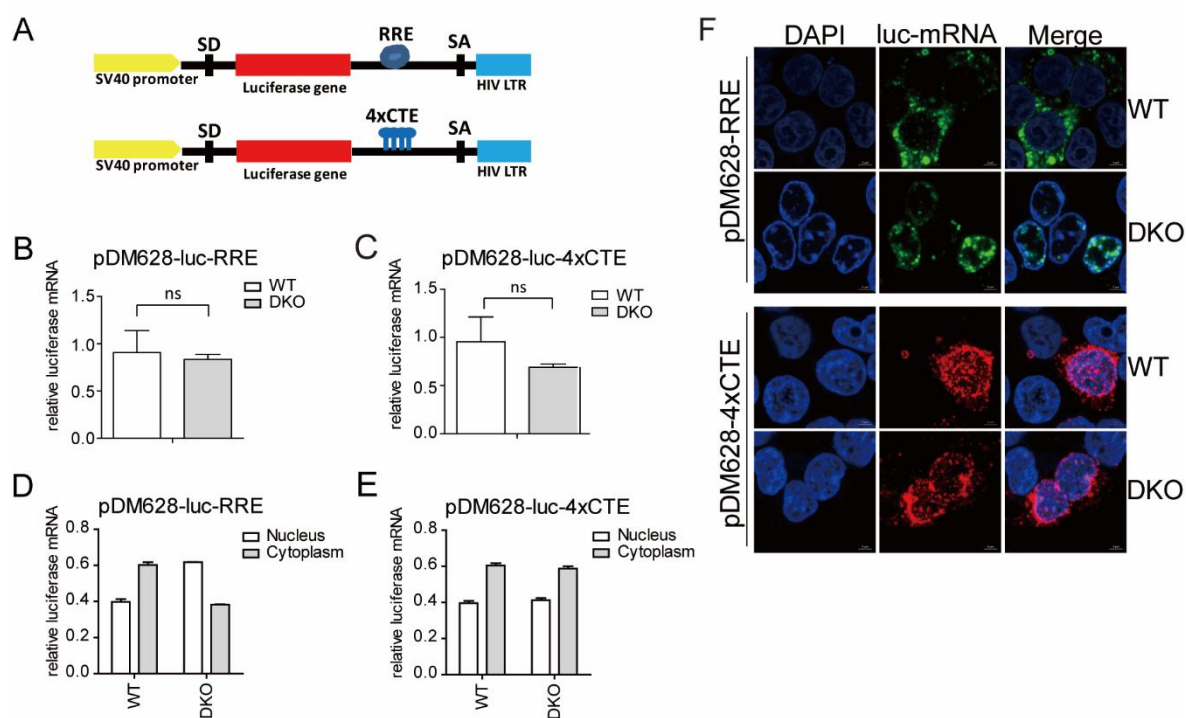 A
RRE
SD
SA
SV40 promoter
Luciferase gene
HIV LTR
4xCTE
SD
SA
SV40 promoter
Luciferase gene
HIV LTR
B
pDM628-luc-RRE
relative luciferase mRNA
1.5
1.0
0.5
0.0
ns
WT
DKO
C
pDM628-luc-4xCTE
relative luciferase mRNA
1.5
1.0
0.5
0.0
ns
WT
DKO
D
pDM628-luc-RRE
relative luciferase mRNA
0.8
0.6
0.4
0.2
0.0
Nucleus
Cytoplasm
WT
DKO
E
pDM628-luc-4xCTE
relative luciferase mRNA
0.8
0.6
0.4
0.2
0.0
Nucleus
Cytoplasm
WT
DKO
F
DAPI luc-mRNA Merge
pDM628-RRE
WT
DKO
pDM628-4xCTE
WT
DKO